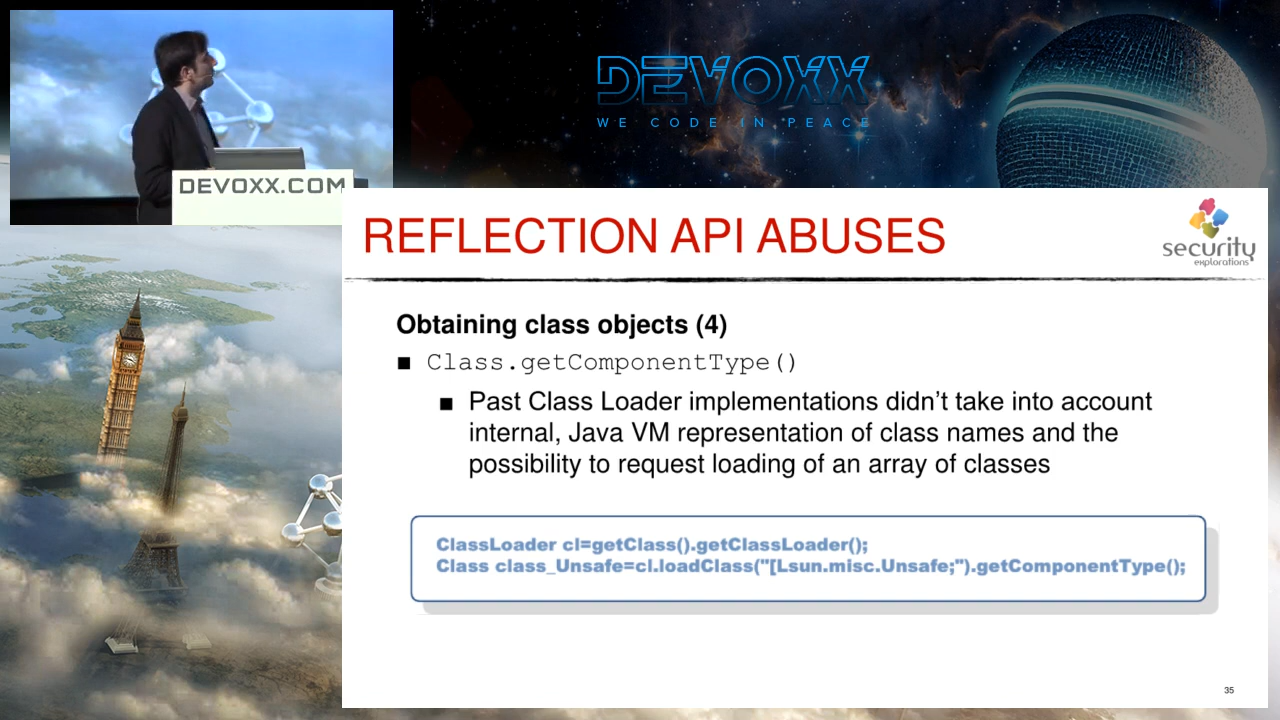 DEVOXX
WE CODE IN PEACE
DEVOXX.COM
REFLECTION API ABUSES
security
explorations
Obtaining class objects (4)
■ Class.getComponentType()
■ Past Class Loader implementations didn’t take into account
internal, Java VM representation of class names and the
possibility to request loading of an array of classes
ClassLoader cl=getClass().getClassLoader();
Class class_Unsafe=cl.loadClass("[Lsun.misc.Unsafe;").getComponentType();
35